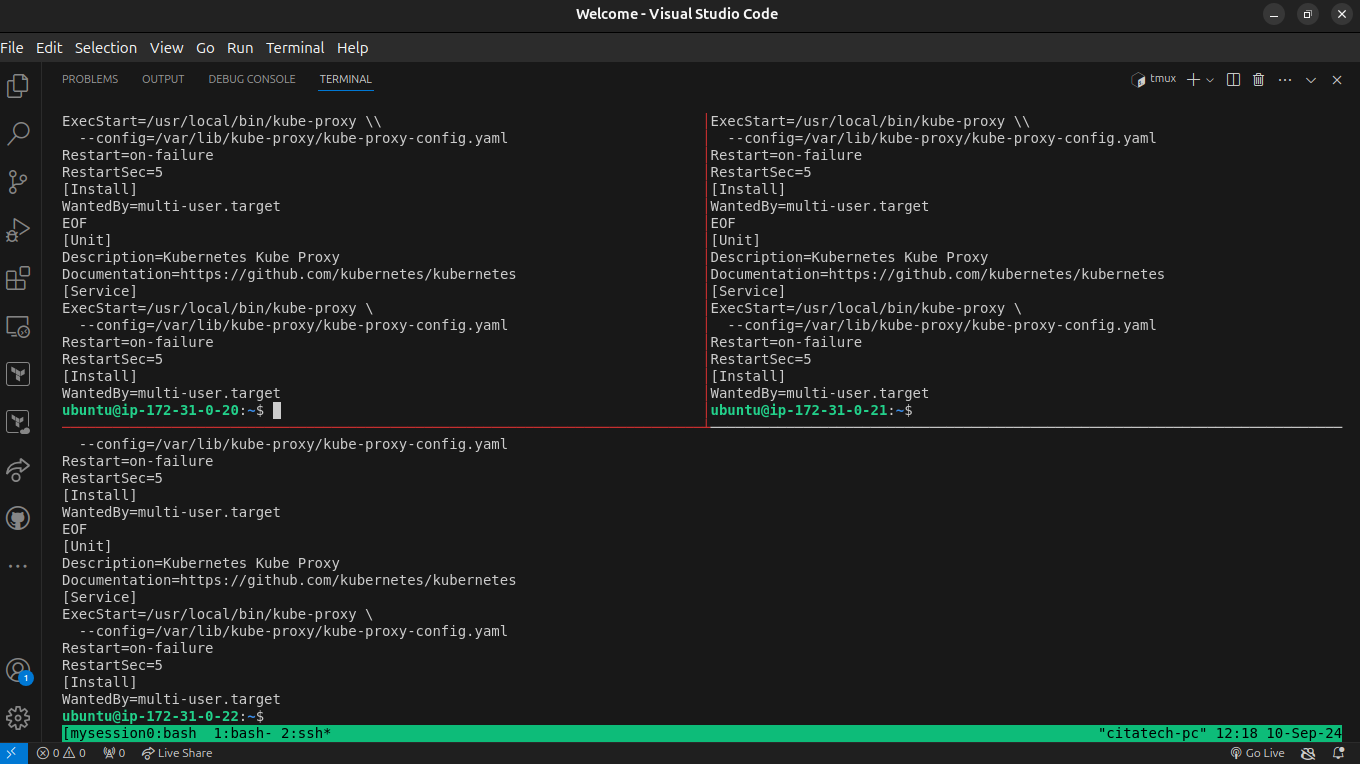 Welcome - Visual Studio Code
File Edit Selection View Go Run Terminal Help
PROBLEMS OUTPUT DEBUG CONSOLE TERMINAL tmux
ExecStart=/usr/local/bin/kube-proxy \\
  --config=/var/lib/kube-proxy/kube-proxy-config.yaml
Restart=on-failure
RestartSec=5
[Install]
WantedBy=multi-user.target
EOF
[Unit]
Description=Kubernetes Kube Proxy
Documentation=https://github.com/kubernetes/kubernetes
[Service]
ExecStart=/usr/local/bin/kube-proxy \
  --config=/var/lib/kube-proxy/kube-proxy-config.yaml
Restart=on-failure
RestartSec=5
[Install]
WantedBy=multi-user.target
ubuntu@ip-172-31-0-20:~$
ExecStart=/usr/local/bin/kube-proxy \\
  --config=/var/lib/kube-proxy/kube-proxy-config.yaml
Restart=on-failure
RestartSec=5
[Install]
WantedBy=multi-user.target
EOF
[Unit]
Description=Kubernetes Kube Proxy
Documentation=https://github.com/kubernetes/kubernetes
[Service]
ExecStart=/usr/local/bin/kube-proxy \
  --config=/var/lib/kube-proxy/kube-proxy-config.yaml
Restart=on-failure
RestartSec=5
[Install]
WantedBy=multi-user.target
ubuntu@ip-172-31-0-21:~$
  --config=/var/lib/kube-proxy/kube-proxy-config.yaml
Restart=on-failure
RestartSec=5
[Install]
WantedBy=multi-user.target
EOF
[Unit]
Description=Kubernetes Kube Proxy
Documentation=https://github.com/kubernetes/kubernetes
[Service]
ExecStart=/usr/local/bin/kube-proxy \
  --config=/var/lib/kube-proxy/kube-proxy-config.yaml
Restart=on-failure
RestartSec=5
[Install]
WantedBy=multi-user.target
ubuntu@ip-172-31-0-22:~$
1
[mysession0:bash  1:bash- 2:ssh* "citatech-pc" 12:18 10-Sep-24
0 0 0 Live Share Go Live